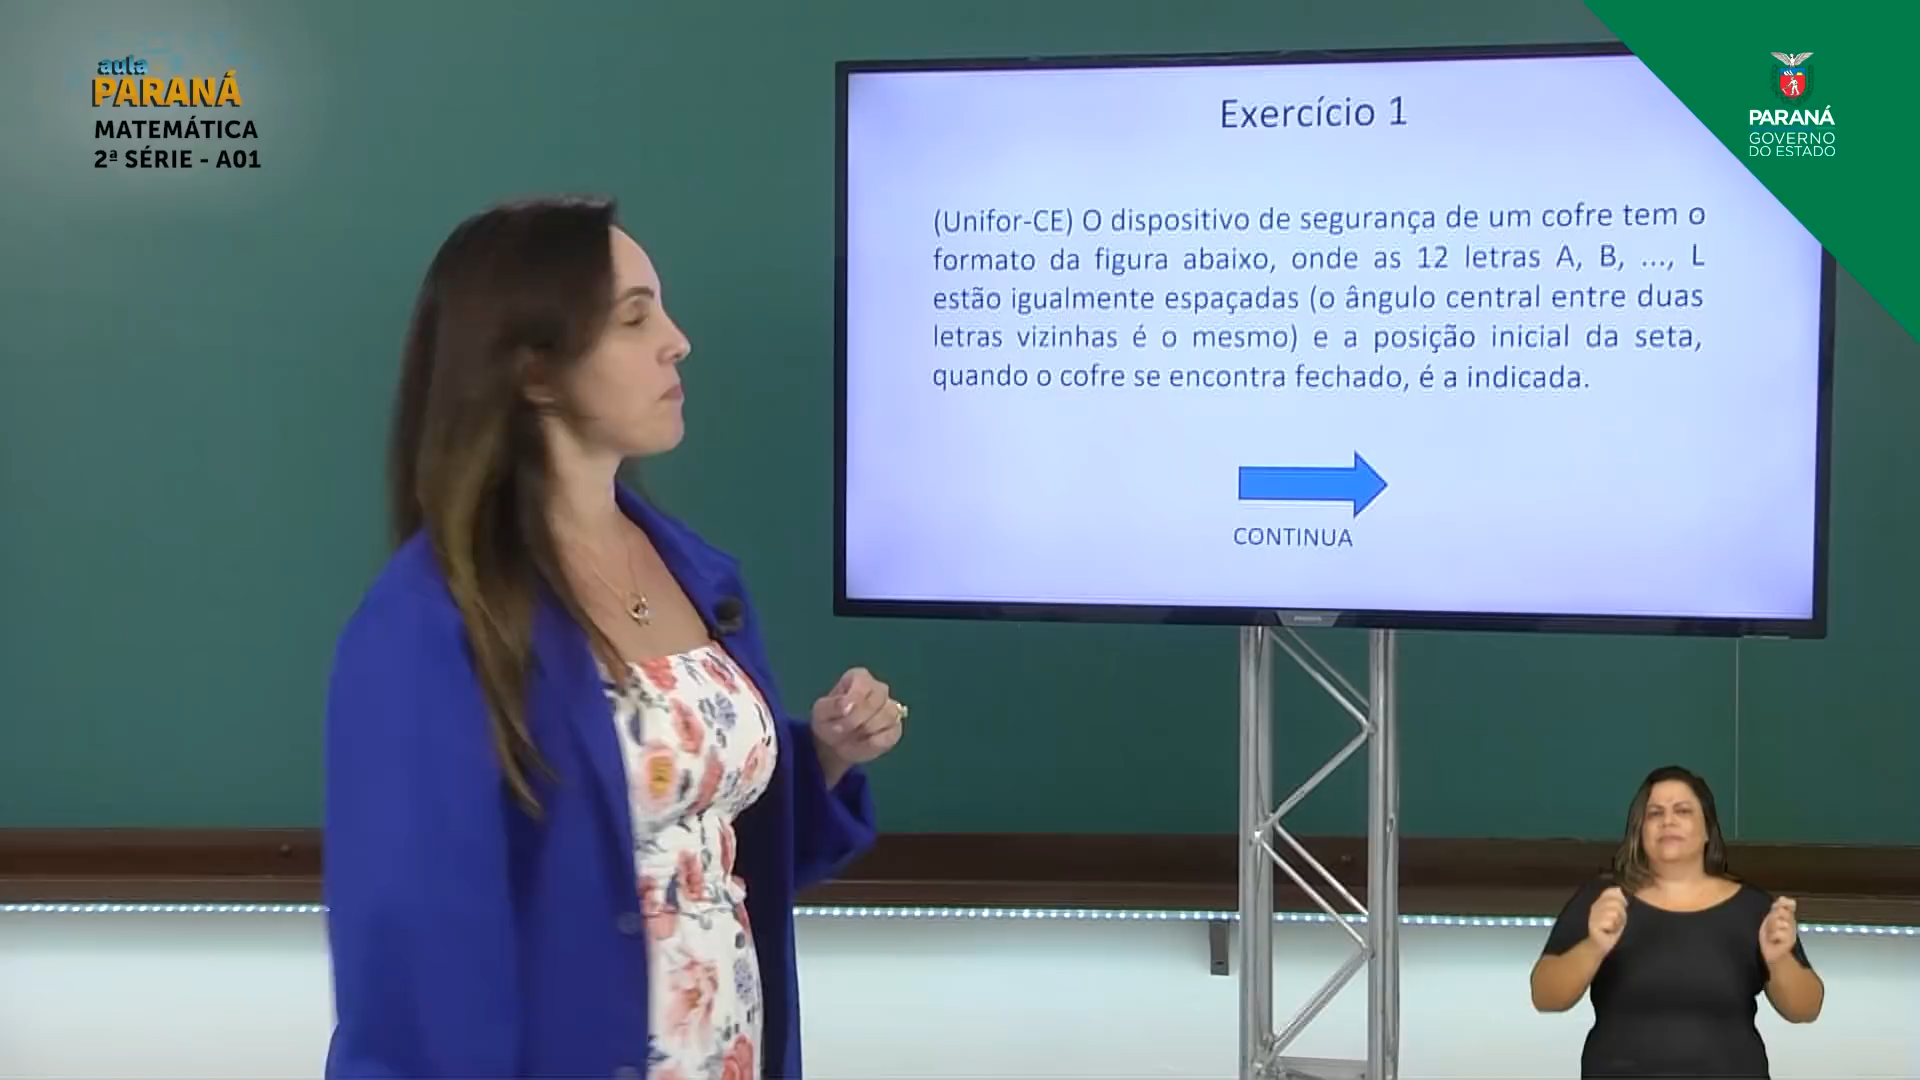 aula
PARANÁ
MATEMÁTICA
2ª SÉRIE - A01
Exercício 1
(Unifor-CE) O dispositivo de segurança de um cofre tem o
formato da figura abaixo, onde as 12 letras A, B, ..., L
estão igualmente espaçadas (o ângulo central entre duas
letras vizinhas é o mesmo) e a posição inicial da seta,
quando o cofre se encontra fechado, é a indicada.
CONTINUA
PARANÁ
GOVERNO
DO ESTADO